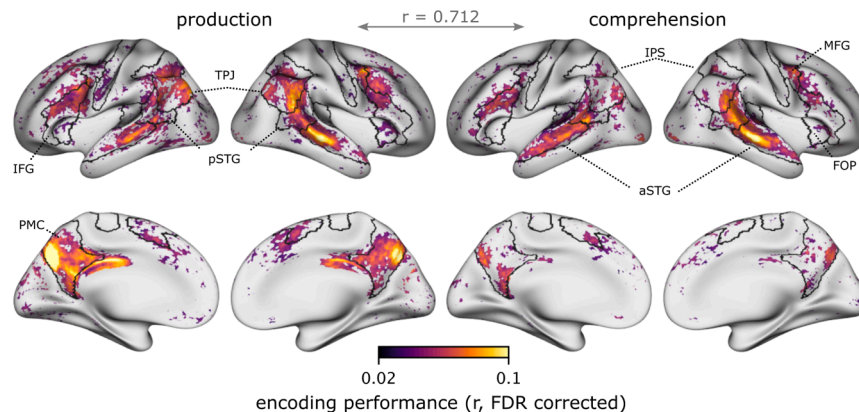 production
r = 0.712
comprehension
IPS
MFG
TPJ
IFG
pSTG
aSTG
FOP
PMC
0.02
0.1
encoding performance (r, FDR corrected)